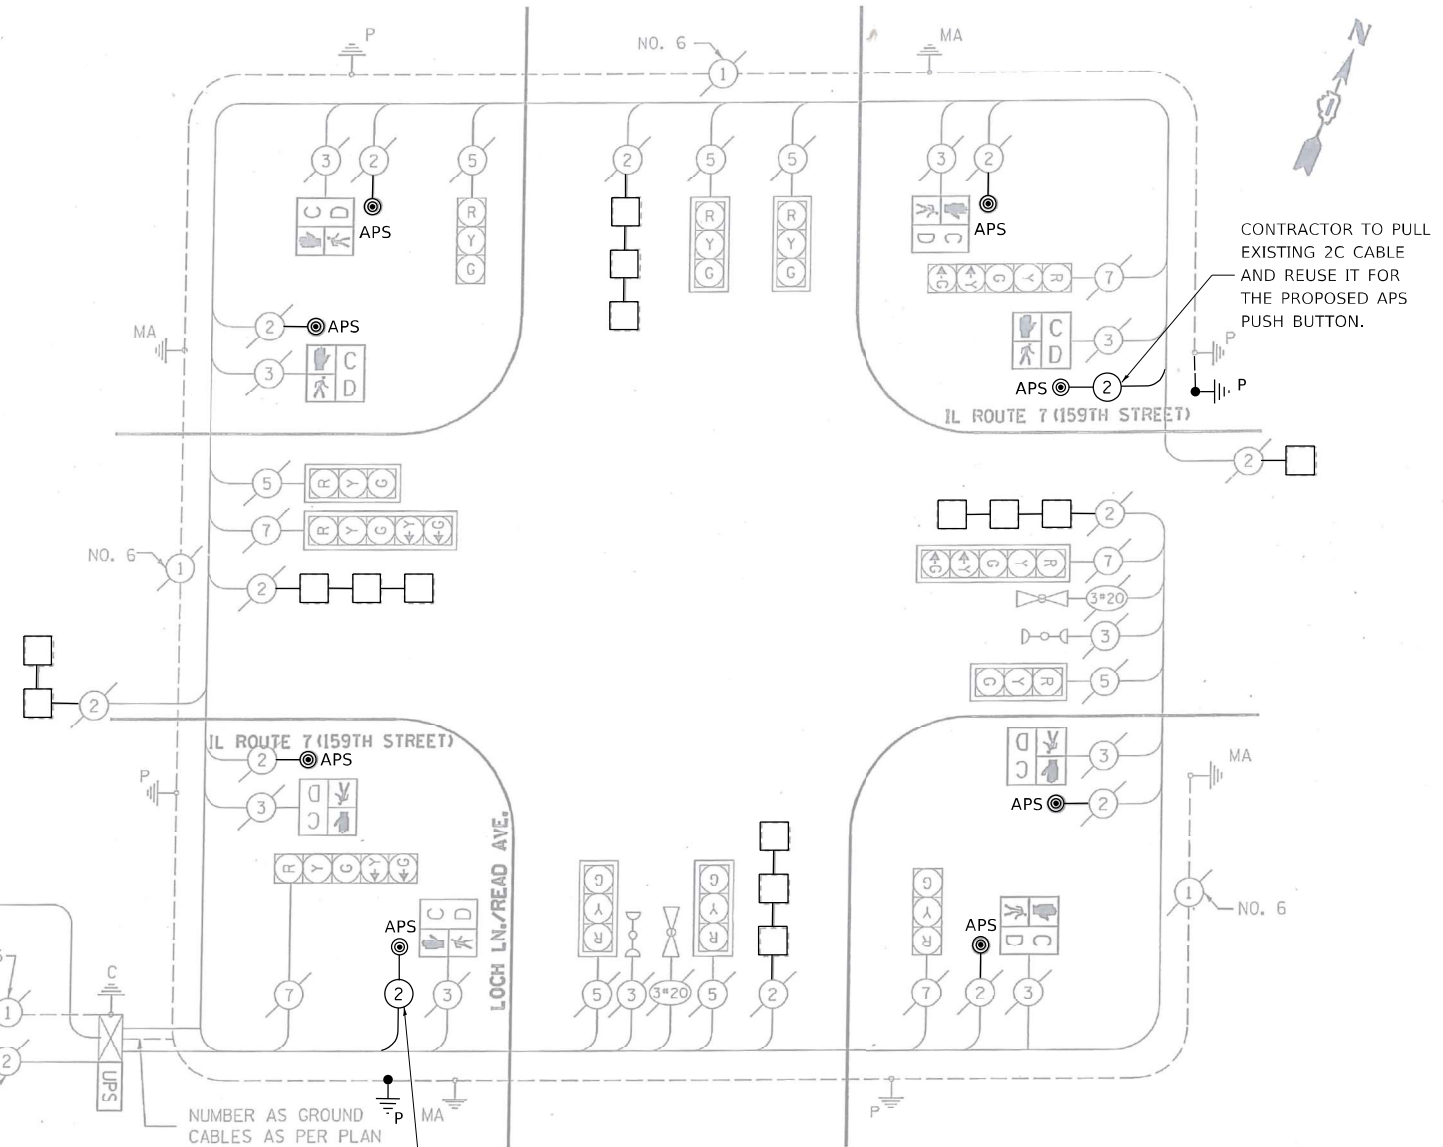 P
NO. 6
1
MA
N
3
2
5
2
5
5
3
2
C D
APS
R
Y
G
R
Y
G
R
Y
G
D C
APS
CONTRACTOR TO PULL
EXISTING 2C CABLE
AND REUSE IT FOR
THE PROPOSED APS
PUSH BUTTON.
G Y G Y R
7
MA
2
APS
3
C
D
C
D
3
P
APS
2
P
IL ROUTE 7 (159TH STREET)
2
5
R Y G
7
R Y G Y G
2
NO. 6
1
2
G Y G Y R
7
3#20
3
2
G Y R
5
IL ROUTE 7 (159TH STREET)
2
APS
P
3
D
C
D
C
3
MA
APS
2
R Y G Y G
LOCH LN./READ AVE.
G
Y
R
G
Y
R
G
Y
R
1
NO. 6
APS
C D
APS
D C
C
7
2
3
5
3
3#20
5
2
7
2
3
1
2
UPS
P
MA
P
NUMBER AS GROUND
CABLES AS PER PLAN